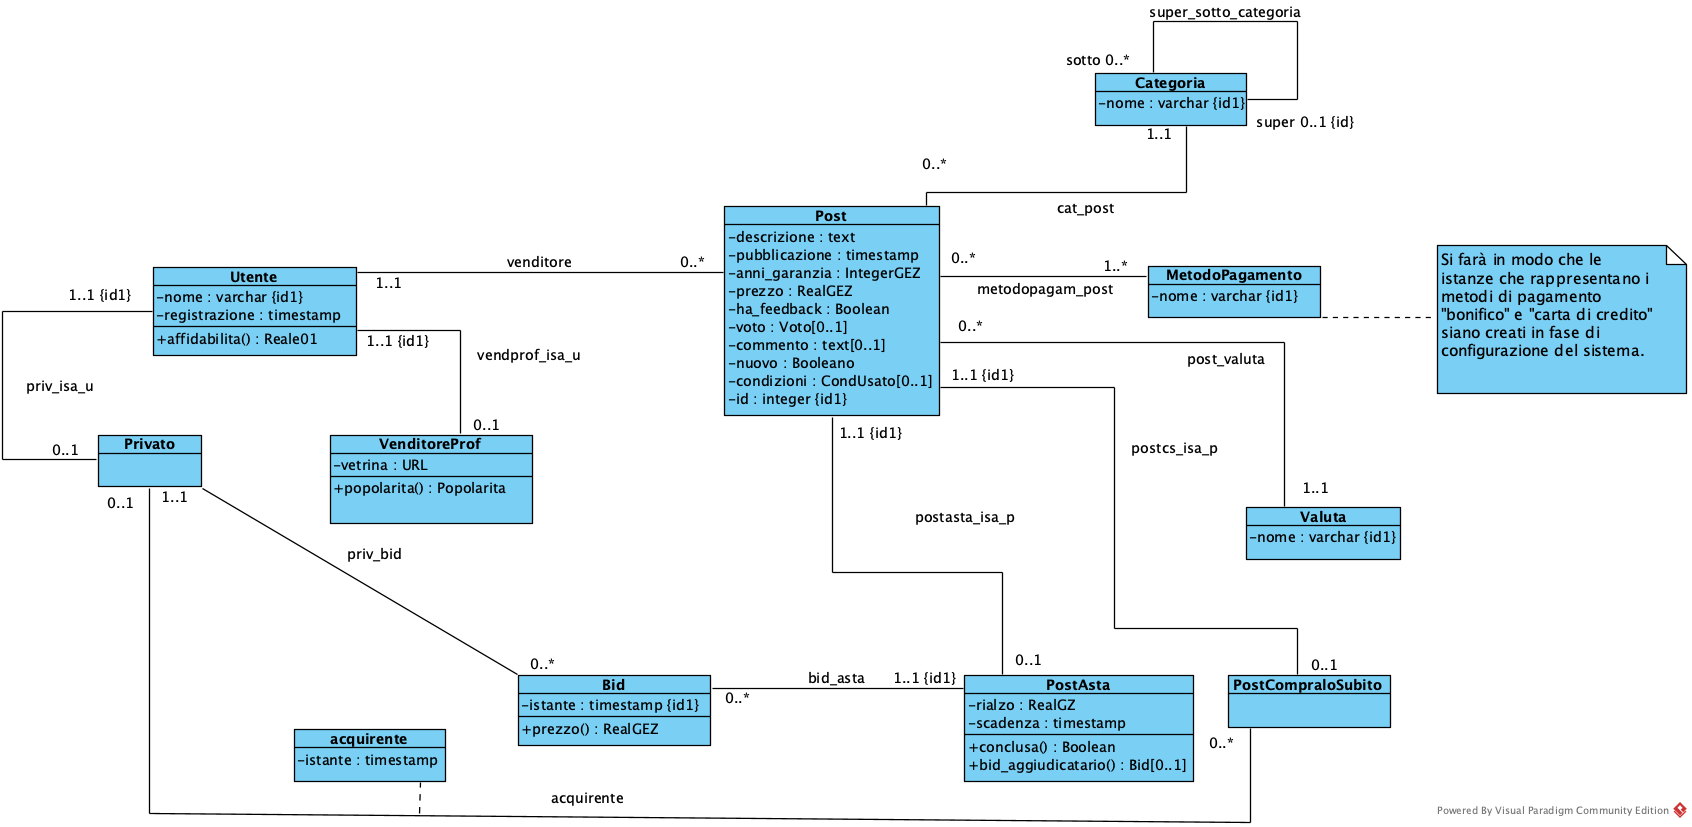 super_sotto_categoria
sotto 0..*
Categoria
-nome : varchar {id1}
super 0..1 {id}
1..1
0..*
cat_post
Post
-descrizione : text
-pubblicazione : timestamp
-anni_garanzia : IntegerGEZ
-prezzo : RealGEZ
-ha_feedback : Boolean
-voto : Voto[0..1]
-commento : text[0..1]
-nuovo : Booleano
-condizioni : CondUsato[0..1]
-id : integer {id1}
venditore
0..*
1..1
Utente
-nome : varchar {id1}
-registrazione : timestamp
+affidabilita() : Reale01
1..1 {id1}
1..1 {id1}
vendprof_isa_u
priv_isa_u
0..*
1..*
metodopagam_post
MetodoPagamento
-nome : varchar {id1}
Si farà in modo che le
istanze che rappresentano i
metodi di pagamento
"bonifico" e "carta di credito"
siano creati in fase di
configurazione del sistema.
0..*
post_valuta
1..1 {id1}
1..1 {id1}
postcs_isa_p
0..1
Privato
0..1
1..1
0..1
VenditoreProf
-vetrina : URL
+popolarita() : Popolarita
postasta_isa_p
1..1
Valuta
-nome : varchar {id1}
priv_bid
0..*
Bid
-istante : timestamp {id1}
+prezzo() : RealGEZ
bid_asta
0..*
1..1 {id1}
0..1
PostAsta
-rialzo : RealGZ
-scadenza : timestamp
+conclusa() : Boolean
+bid_aggiudicatario() : Bid[0..1]
0..1
PostCompraloSubito
0..*
acquirente
-istante : timestamp
acquirente
Powered By Visual Paradigm Community Edition